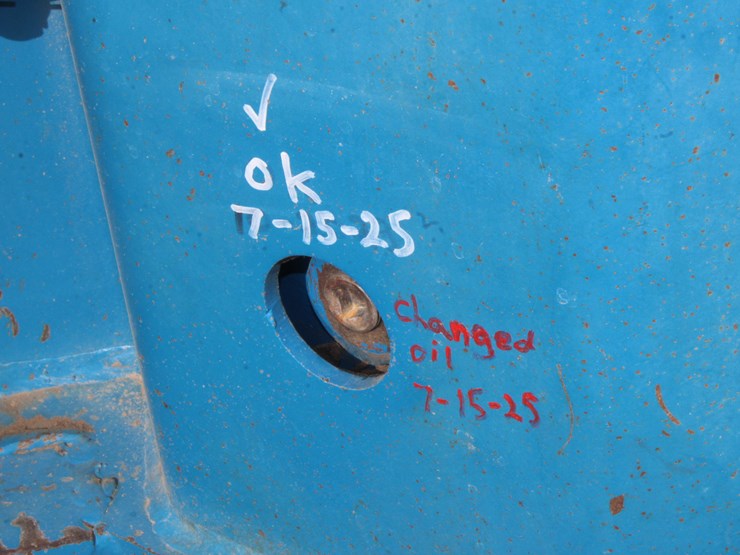 ✓
ok
7-15-25
changed
oil
7-15-25